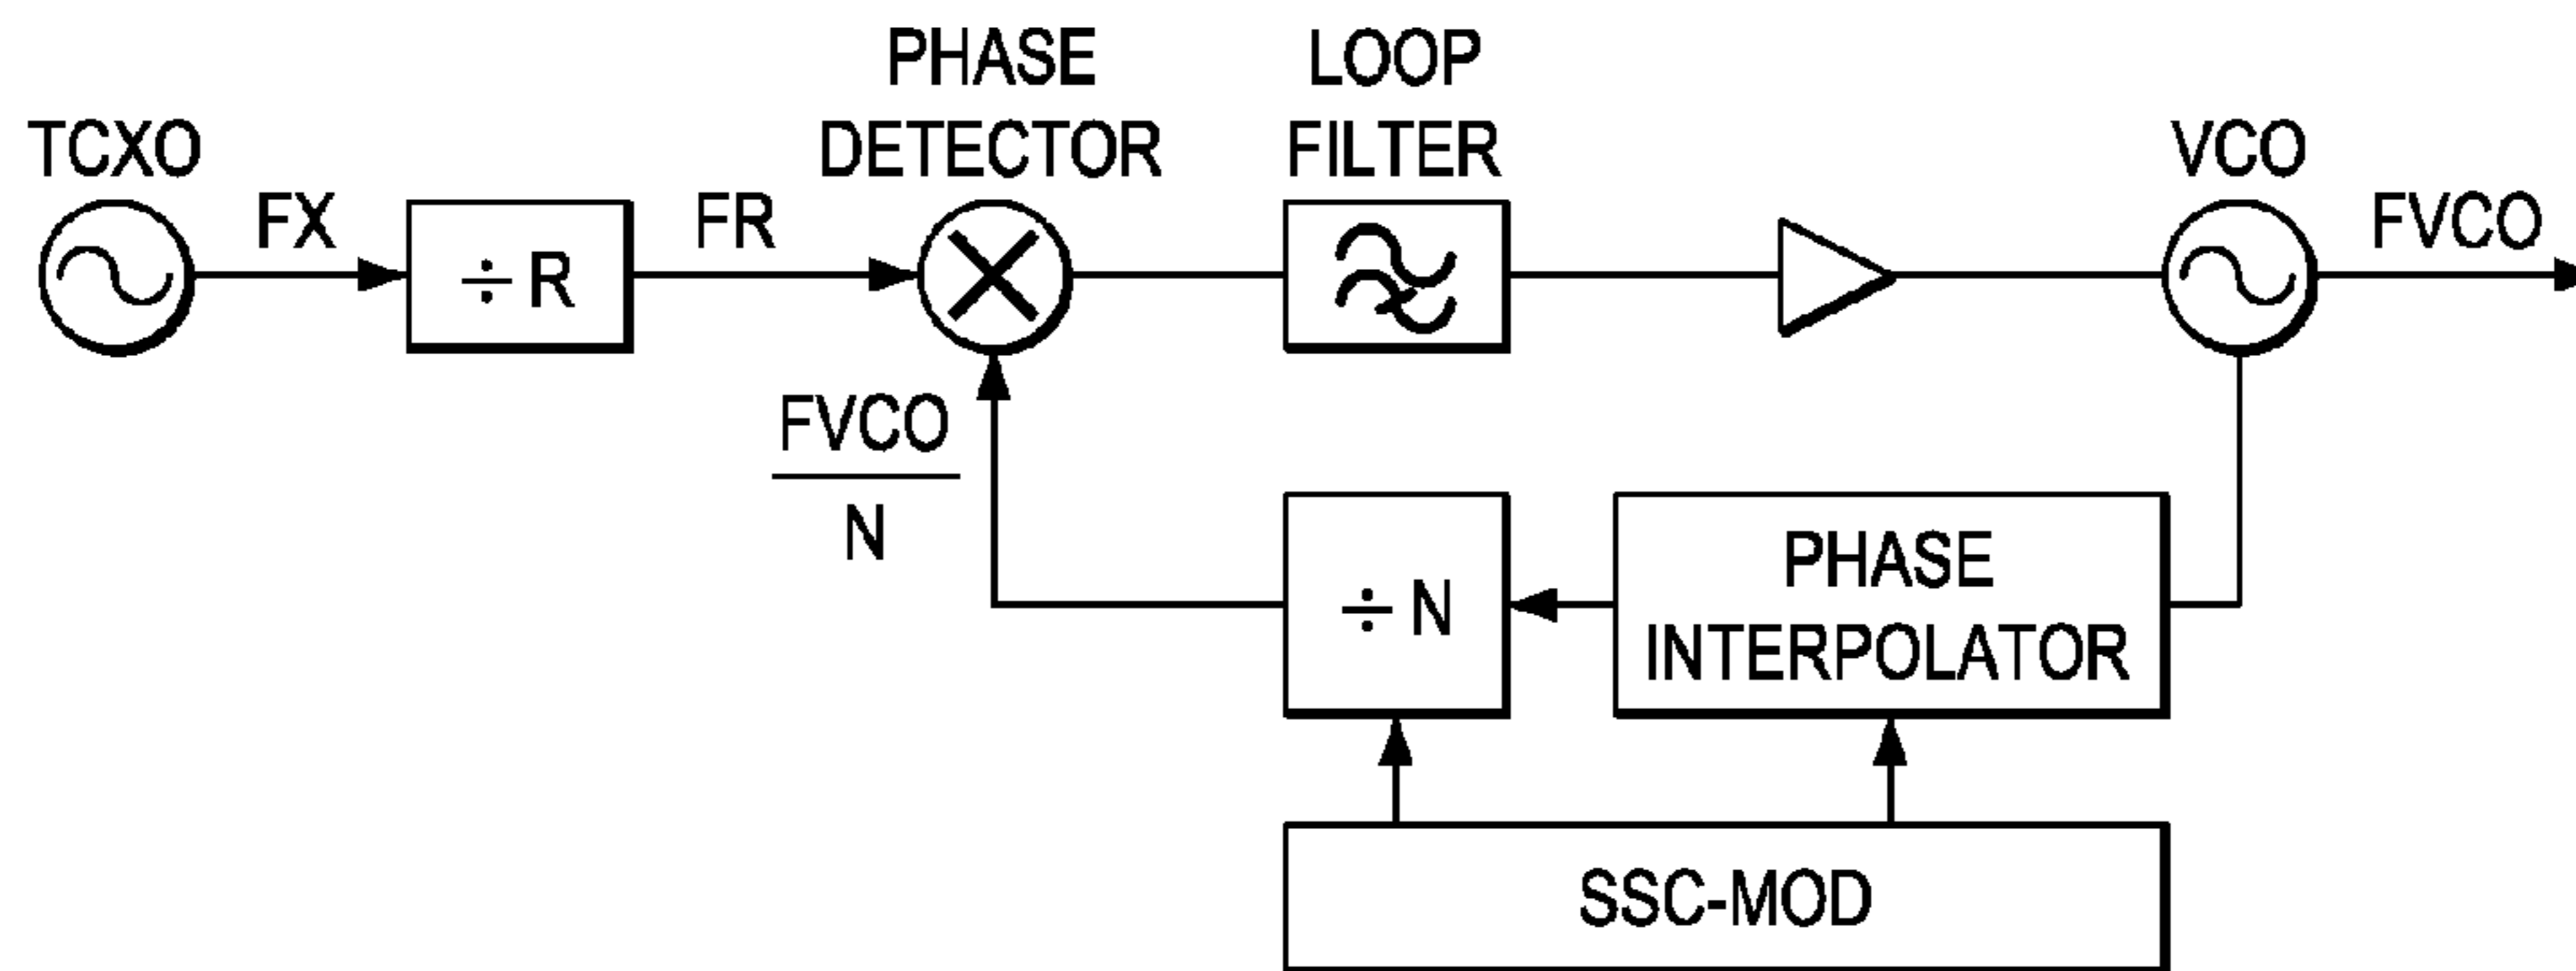 TCXO
FX
÷ R
FR
PHASE
DETECTOR
LOOP
FILTER
VCO
FVCO
FVCO
N
÷ N
PHASE
INTERPOLATOR
SSC-MOD